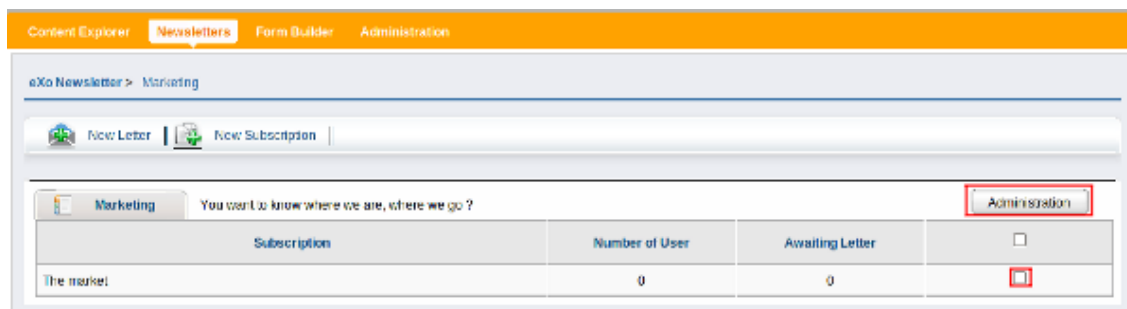 Content Explorer Newsletters Form Builder Administration
eXo Newsletter > Marketing
New Letter New Subscription
Marketing You want to know where we are, where we go ? Administration
Subscription Number of User Awaiting Letter
The market 0 0